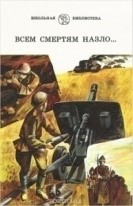 ШКОЛЬНАЯ БИБЛИОТЕКА
ВСЕМ СМЕРТЯМ НАЗЛО...